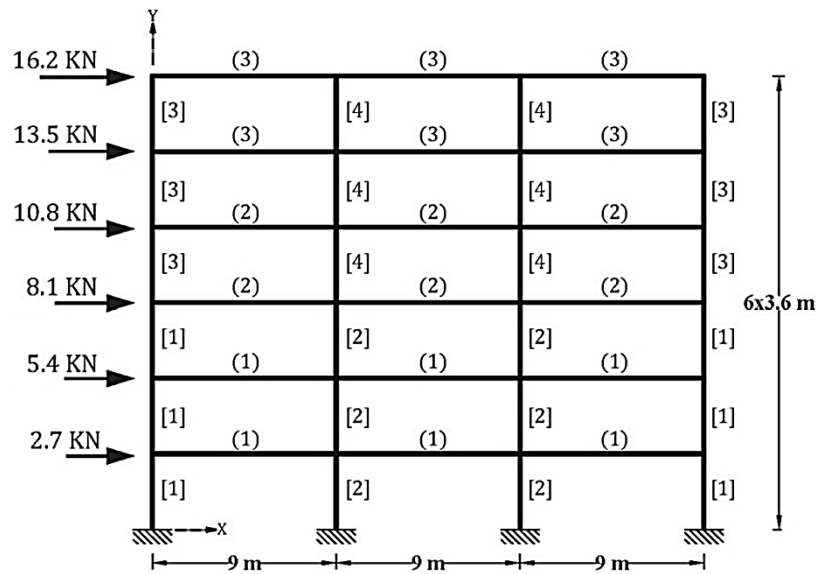 Y
16.2 KN
(3) (3) (3)
[3] [4] [4] [3]
13.5 KN
(3) (3) (3)
[3] [4] [4] [3]
10.8 KN
(2) (2) (2)
[3] [4] [4] [3]
8.1 KN
(2) (2) (2)
6x3.6 m
[1] [2] [2] [1]
5.4 KN
(1) (1) (1)
[1] [2] [2] [1]
2.7 KN
(1) (1) (1)
[1] [2] [2] [1]
X
9 m 9 m 9 m